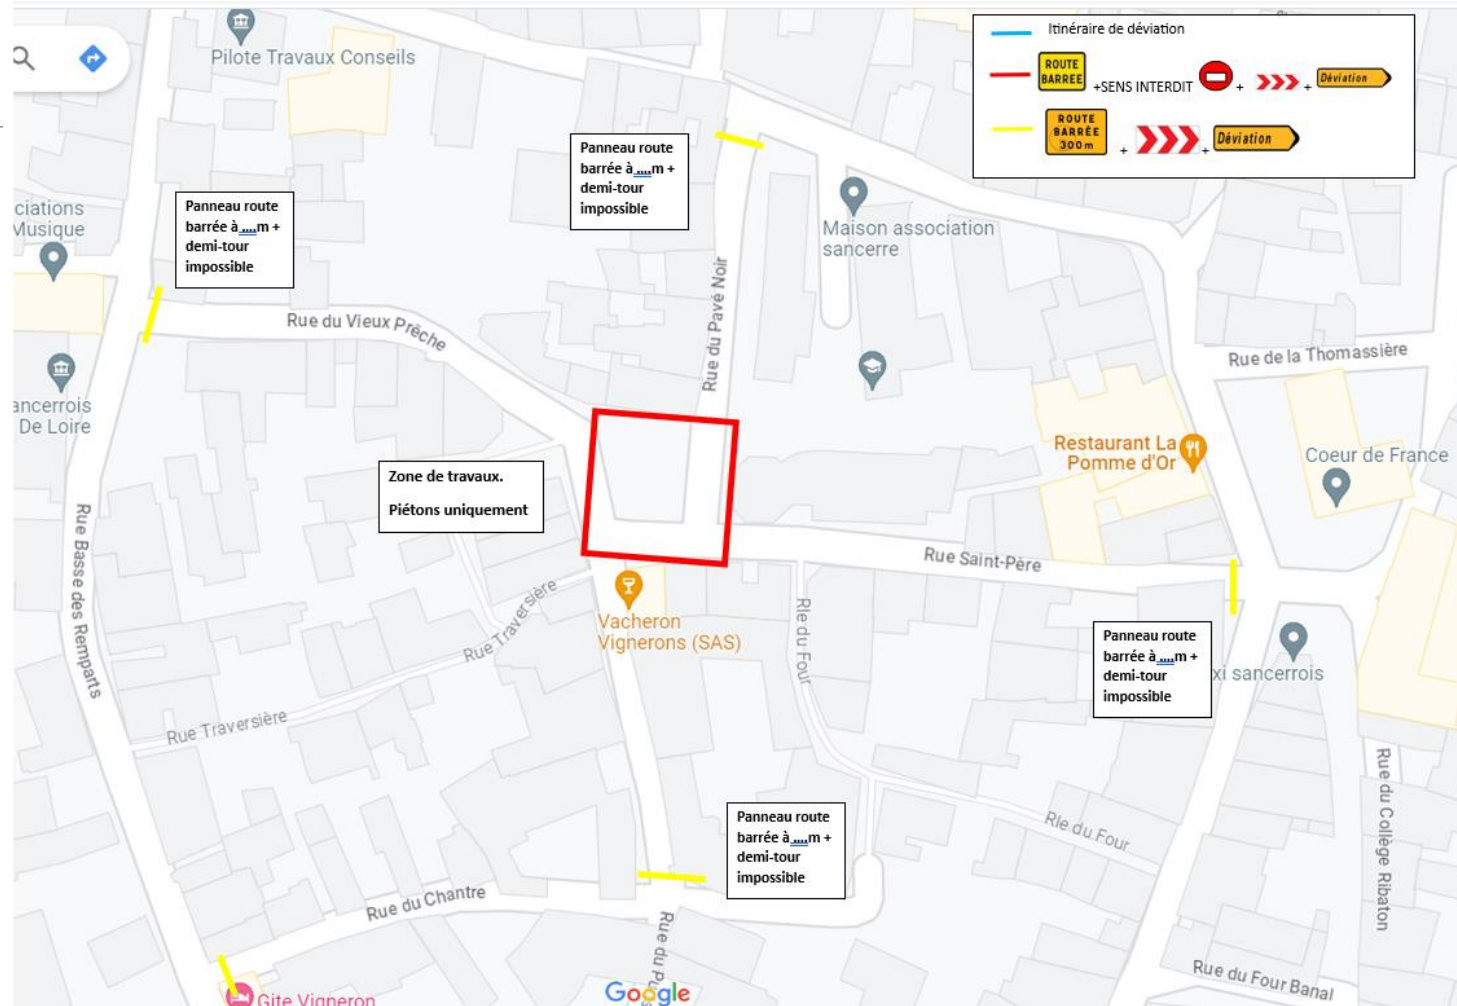 Pilote Travaux Conseils
Itinéraire de déviation
ROUTE
BARREE
+SENS INTERDIT
+
+
Déviation
ROUTE
BARRÉE
300m
+
+
Déviation
Panneau route
barrée à ....m +
demi-tour
impossible
Panneau route
barrée à ....m +
demi-tour
impossible
ciations
Musique
Maison association
sancerre
Rue du Vieux Prêche
Rue du Pavé Noir
Rue de la Thomassière
ancerrois
De Loire
Restaurant La
Pomme d'Or
Coeur de France
Zone de travaux.
Piétons uniquement
Rue Basse des Remparts
Rue Saint-Père
Vacheron
Vignerons (SAS)
Rue Traversière
Rle du Four
Panneau route
barrée à ....m +
demi-tour
impossible
xi sancerrois
Rue Traversière
Panneau route
barrée à ....m +
demi-tour
impossible
Rle du Four
Rue du Collège Ribaton
Rue du Chantre
Rue du
Rue du Four Banal
Google
Gite Vigneron